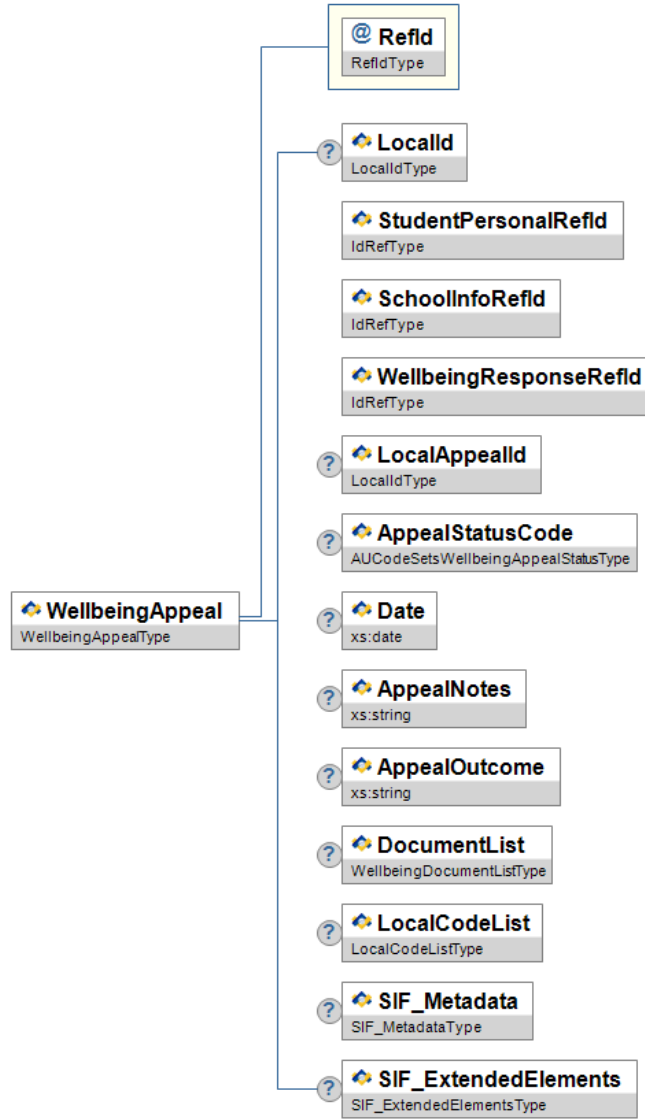 @ RefId
RefIdType
? LocalId
LocalIdType
StudentPersonalRefId
IdRefType
SchoolInfoRefId
IdRefType
WellbeingResponseRefId
IdRefType
? LocalAppealId
LocalIdType
? AppealStatusCode
AUCodeSetsWellbeingAppealStatusType
WellbeingAppeal
WellbeingAppealType
? Date
xs:date
? AppealNotes
xs:string
? AppealOutcome
xs:string
? DocumentList
WellbeingDocumentListType
? LocalCodeList
LocalCodeListType
? SIF_Metadata
SIF_MetadataType
? SIF_ExtendedElements
SIF_ExtendedElementsType